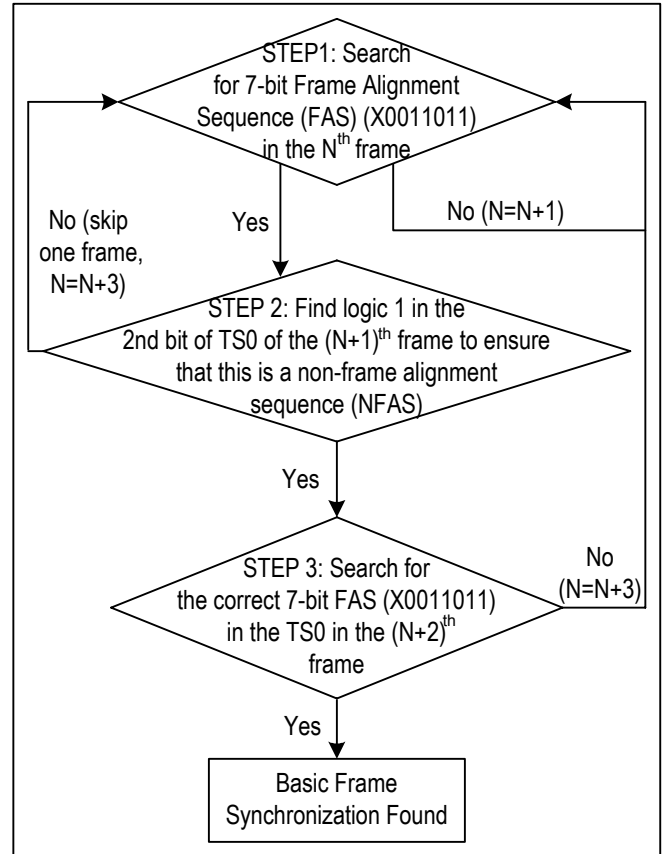 STEP1: Search
for 7-bit Frame Alignment
Sequence (FAS) (X0011011)
in the Nth frame
No (skip
one frame,
N=N+3)
Yes
No (N=N+1)
STEP 2: Find logic 1 in the
2nd bit of TS0 of the (N+1)th frame to ensure
that this is a non-frame alignment
sequence (NFAS)
Yes
STEP 3: Search for
the correct 7-bit FAS (X0011011)
in the TS0 in the (N+2)th
frame
No
(N=N+3)
Yes
Basic Frame
Synchronization Found